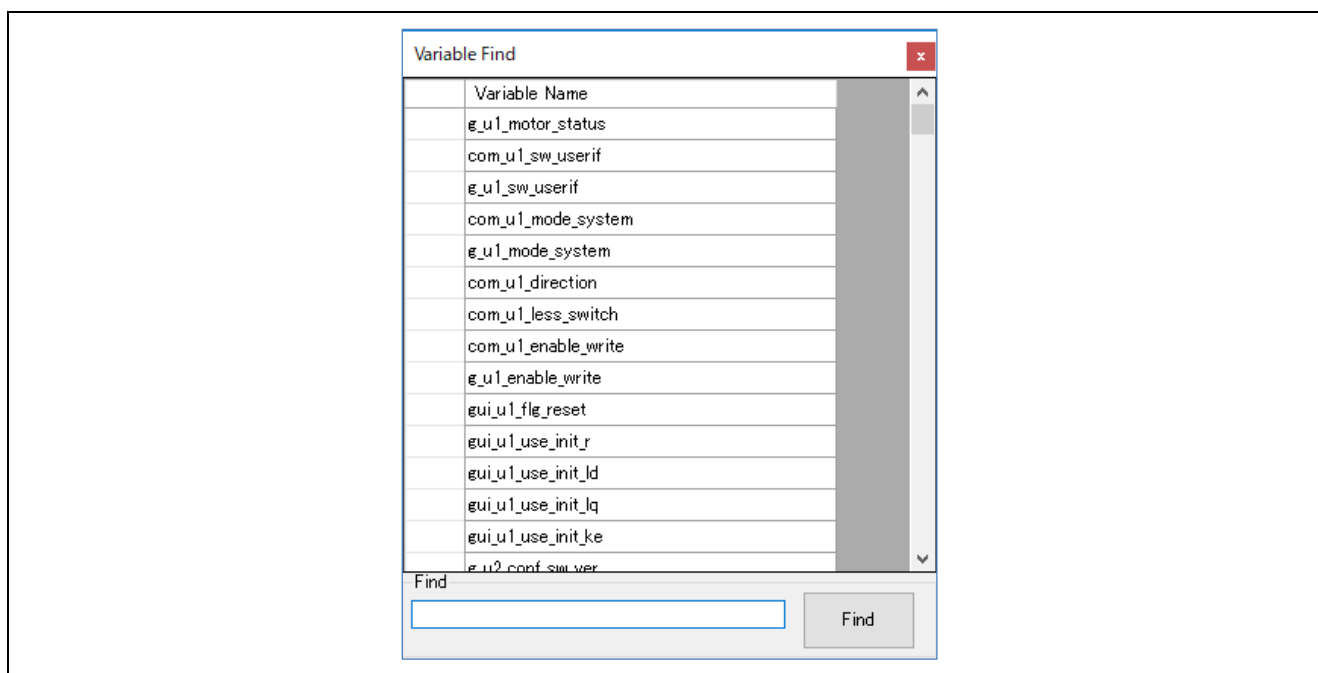 Variable Find
x
Variable Name
g_u1_motor_status
com_u1_sw_userif
g_u1_sw_userif
com_u1_mode_system
g_u1_mode_system
com_u1_direction
com_u1_less_switch
com_u1_enable_write
g_u1_enable_write
gui_u1_flg_reset
gui_u1_use_init_r
gui_u1_use_init_ld
gui_u1_use_init_lq
gui_u1_use_init_ke
g_u2_conf_sw_ver
Find
Find